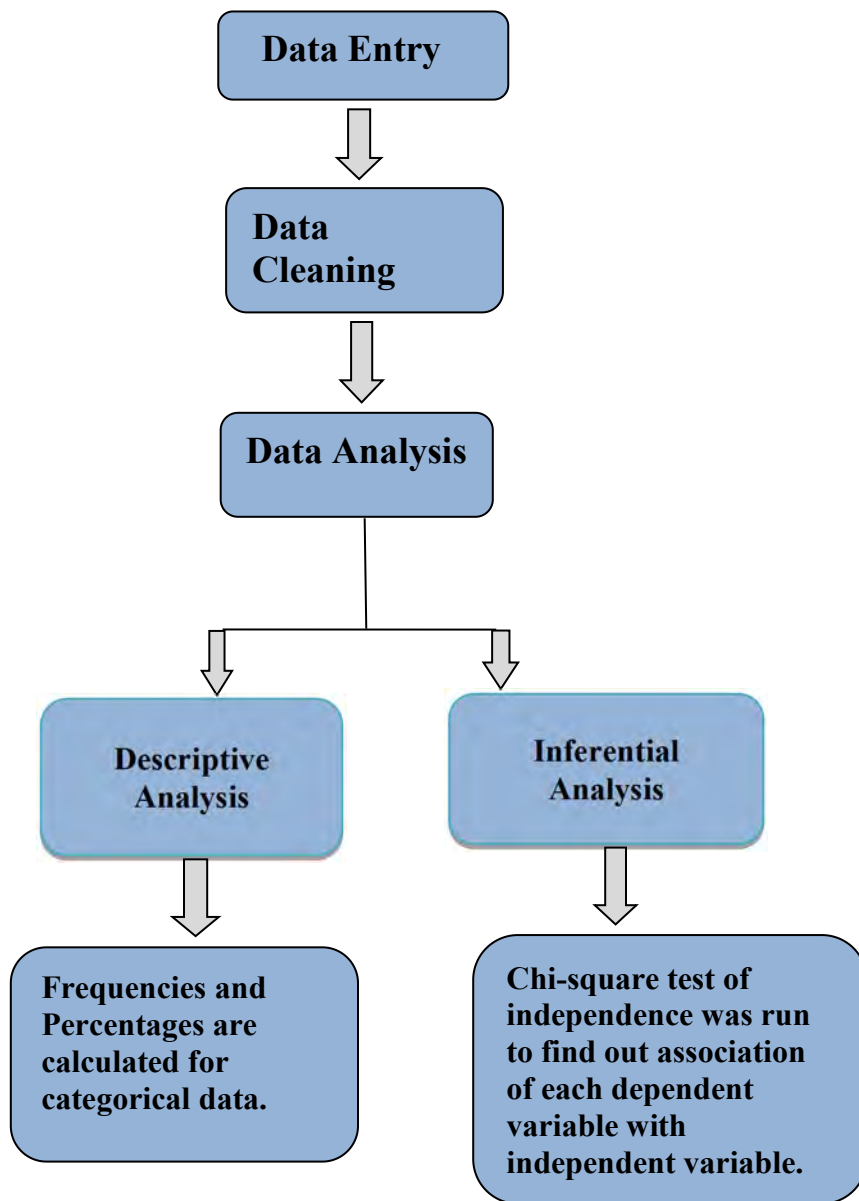 Data Entry
Data
Cleaning
Data Analysis
Descriptive
Analysis
Inferential
Analysis
Frequencies and
Percentages are
calculated for
categorical data.
Chi-square test of
independence was run
to find out association
of each dependent
variable with
independent variable.